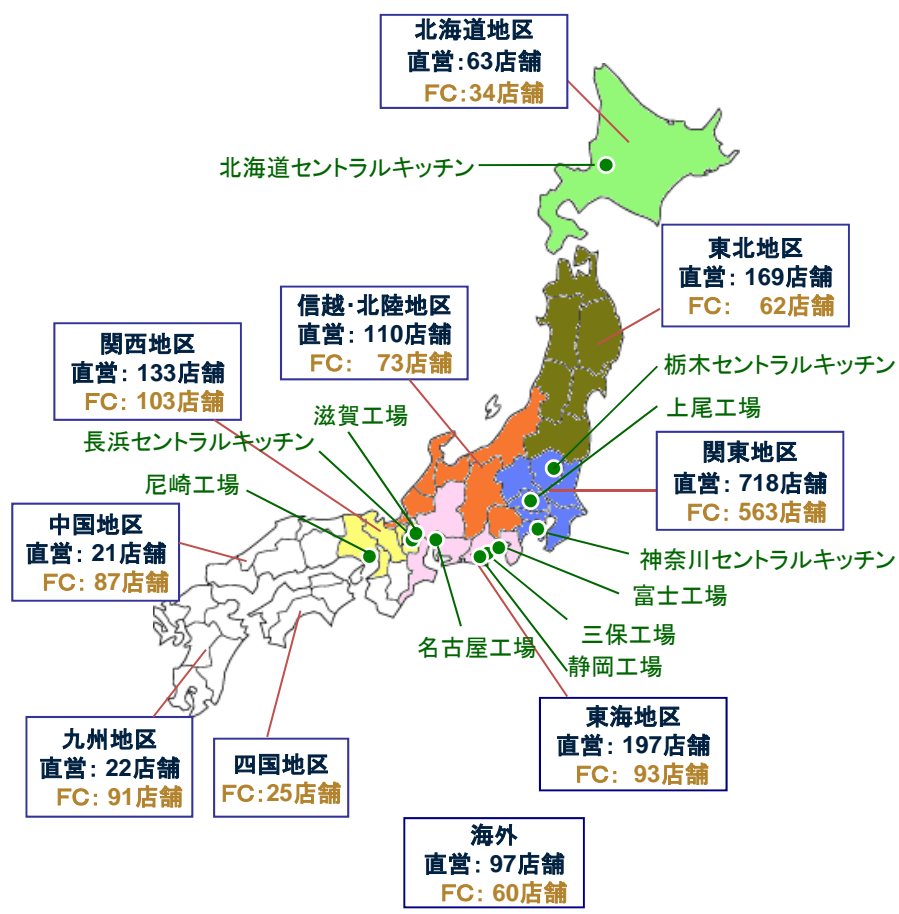 北海道地区
直営：63店舗
FC：34店舗
北海道セントラルキッチン
東北地区
直営： 169店舗
FC： 62店舗
信越・北陸地区
直営： 110店舗
FC： 73店舗
関西地区
直営： 133店舗
FC： 103店舗
栃木セントラルキッチン
上尾工場
滋賀工場
長浜セントラルキッチン
尼崎工場
関東地区
直営： 718店舗
FC： 563店舗
中国地区
直営： 21店舗
FC： 87店舗
神奈川セントラルキッチン
富士工場
三保工場
名古屋工場
静岡工場
東海地区
直営： 197店舗
FC： 93店舗
九州地区
直営： 22店舗
FC： 91店舗
四国地区
FC：25店舗
海外
直営： 97店舗
FC： 60店舗